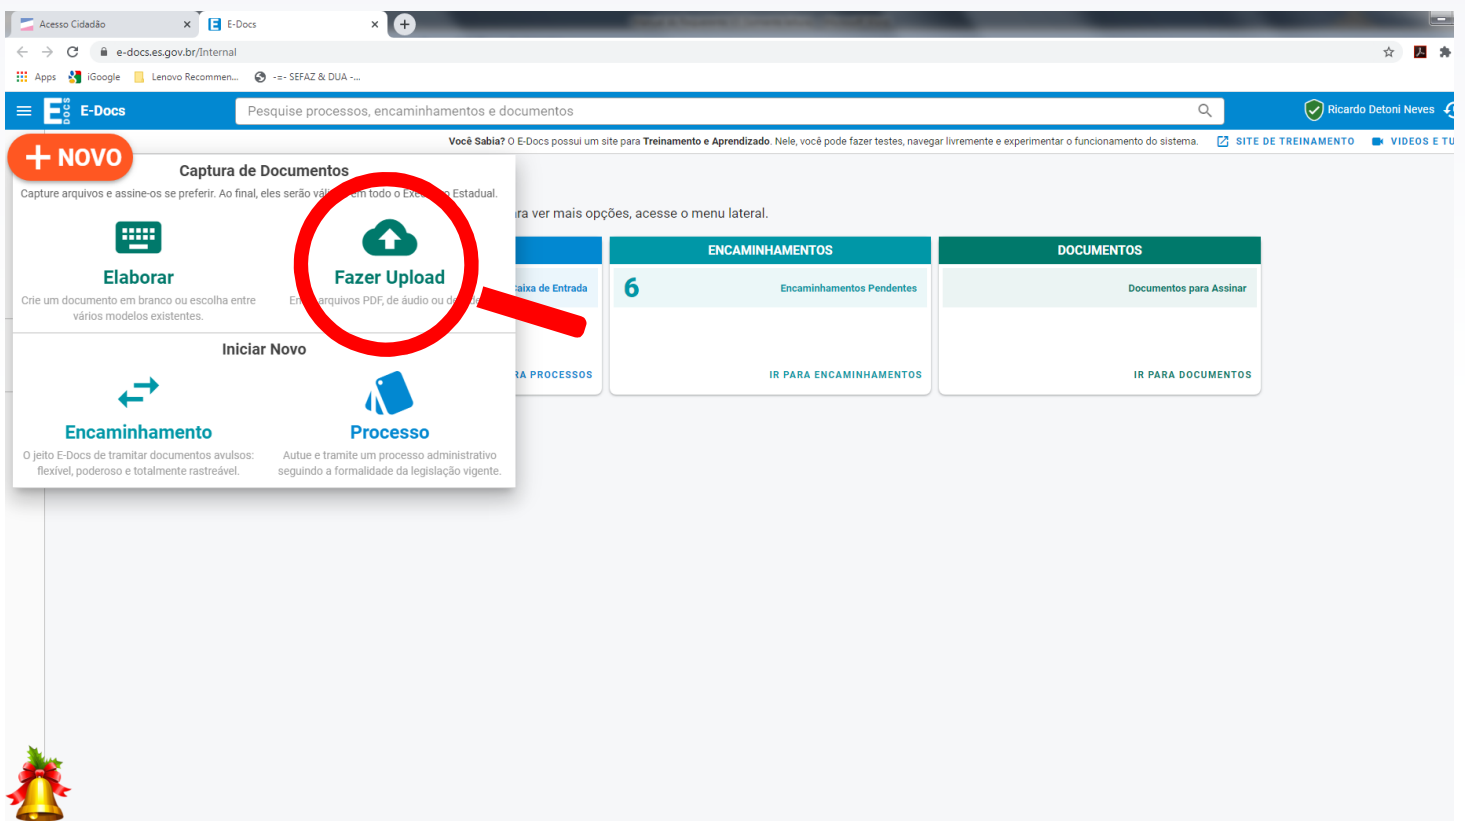 Acesso Cidadão
E-Docs
e-docs.es.gov.br/Internal
Apps iGoogle Lenovo Recommen... -=- SEFAZ & DUA -...
E-Docs
Pesquise processos, encaminhamentos e documentos
Ricardo Detoni Neves
Você Sabia? O E-Docs possui um site para Treinamento e Aprendizado. Nele, você pode fazer testes, navegar livremente e experimentar o funcionamento do sistema. SITE DE TREINAMENTO VIDEOS E TU
+ NOVO
Captura de Documentos
Capture arquivos e assine-os se preferir. Ao final, eles serão em todo o Estadual.
ra ver mais opções, acesse o menu lateral.
Elaborar
Crie um documento em branco ou escolha entre
vários modelos existentes.
Fazer Upload
arquivos PDF, de áudio ou de
Iniciar Novo
Encaminhamento
O jeito E-Docs de tramitar documentos avulsos:
flexível, poderoso e totalmente rastreável.
Processo
Autue e tramite um processo administrativo
seguindo a formalidade da legislação vigente.
aixa de Entrada
RA PROCESSOS
ENCAMINHAMENTOS
6 Encaminhamentos Pendentes
IR PARA ENCAMINHAMENTOS
DOCUMENTOS
Documentos para Assinar
IR PARA DOCUMENTOS